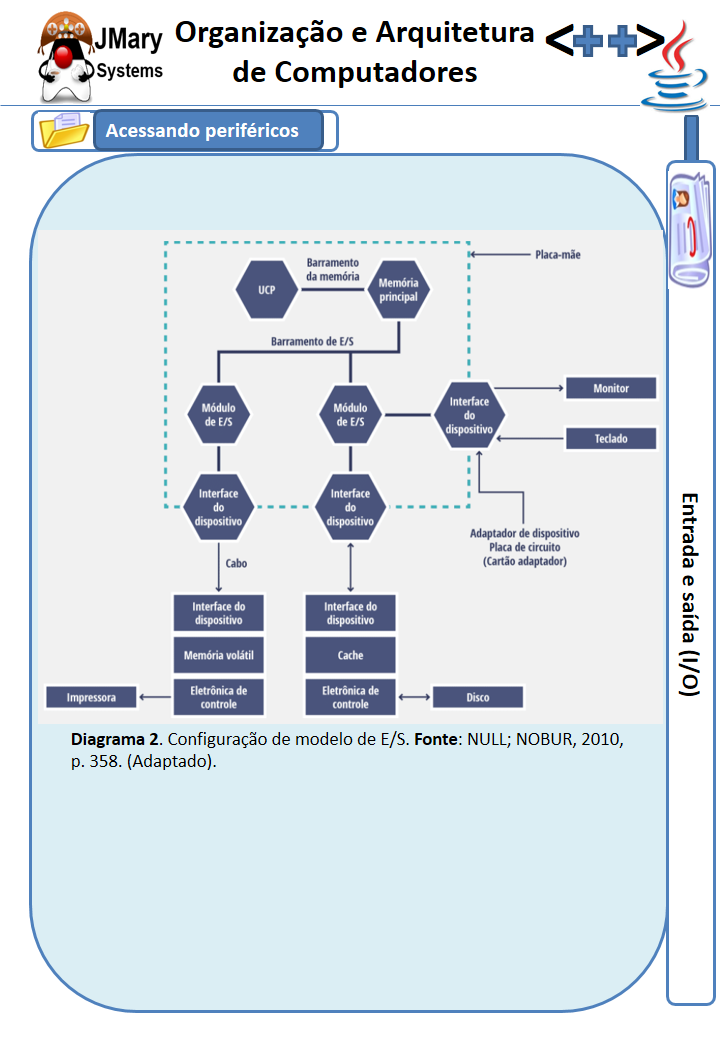 JMary
Systems
Organização e Arquitetura
de Computadores
<++>
Acessando periféricos
Placa-mãe
Barramento
da memória
UCP
Memória
principal
Barramento de E/S
Módulo
de E/S
Módulo
de E/S
Interface
do
dispositivo
Monitor
Teclado
Interface
do
dispositivo
Interface
do
dispositivo
Adaptador de dispositivo
Placa de circuito
(Cartão adaptador)
Cabo
Interface do
dispositivo
Memória volátil
Eletrônica de
controle
Impressora
Interface do
dispositivo
Cache
Eletrônica de
controle
Disco
Diagrama 2. Configuração de modelo de E/S. Fonte: NULL; NOBUR, 2010,
p. 358. (Adaptado).
Entrada e saída (I/O)